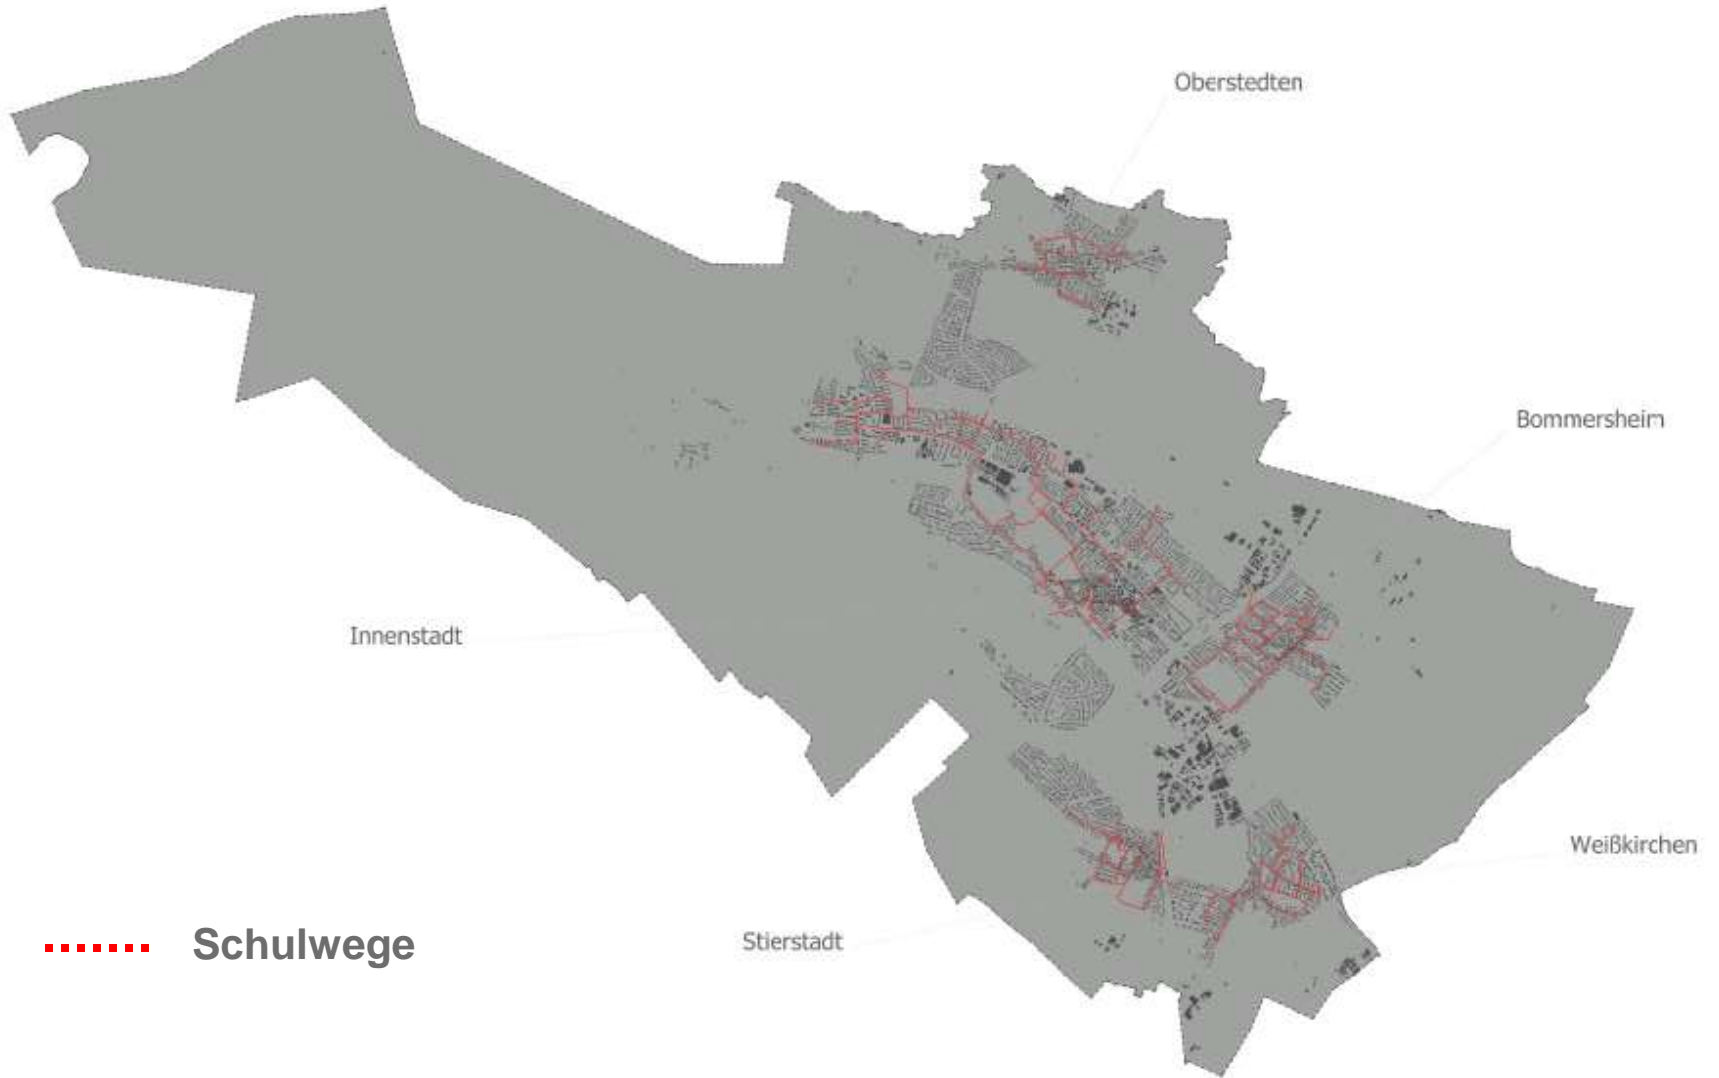 Oberstedten
Bommersheim
Innenstadt
Weißkirchen
Stierstadt
Schulwege